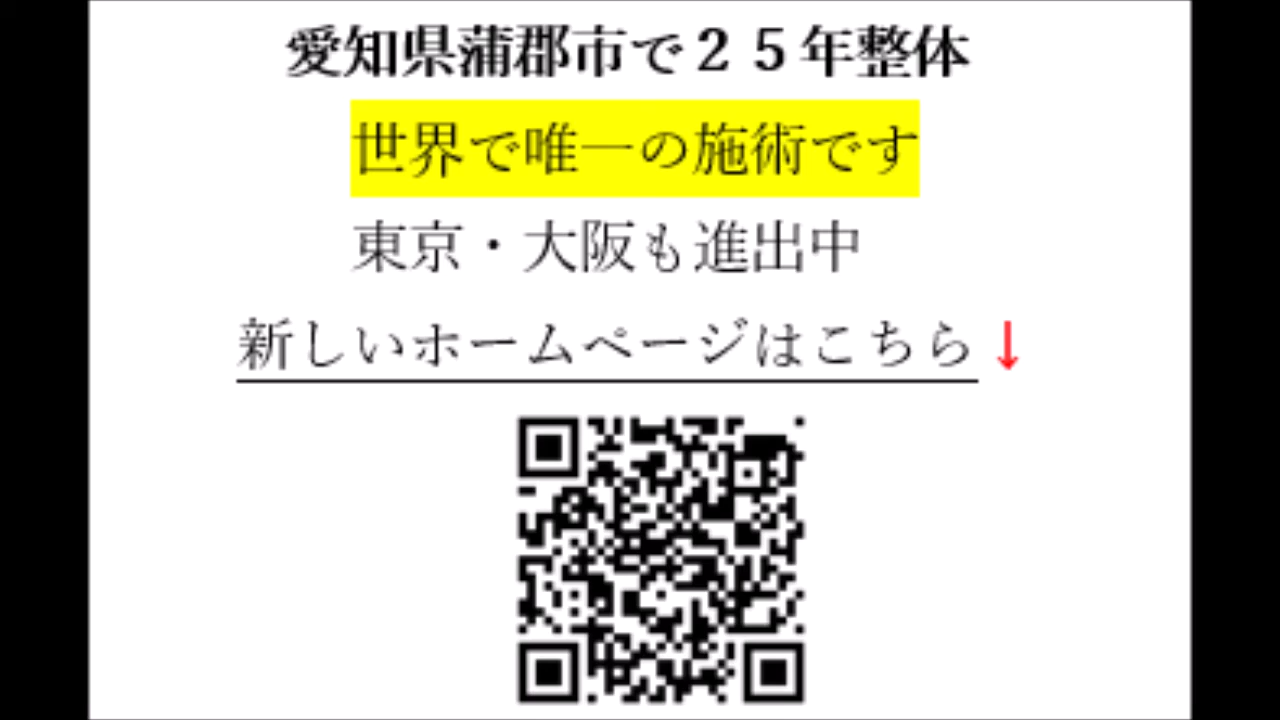 愛知県蒲郡市で２５年整体
世界で唯一の施術です
東京・大阪も進出中
新しいホームページはこちら↓